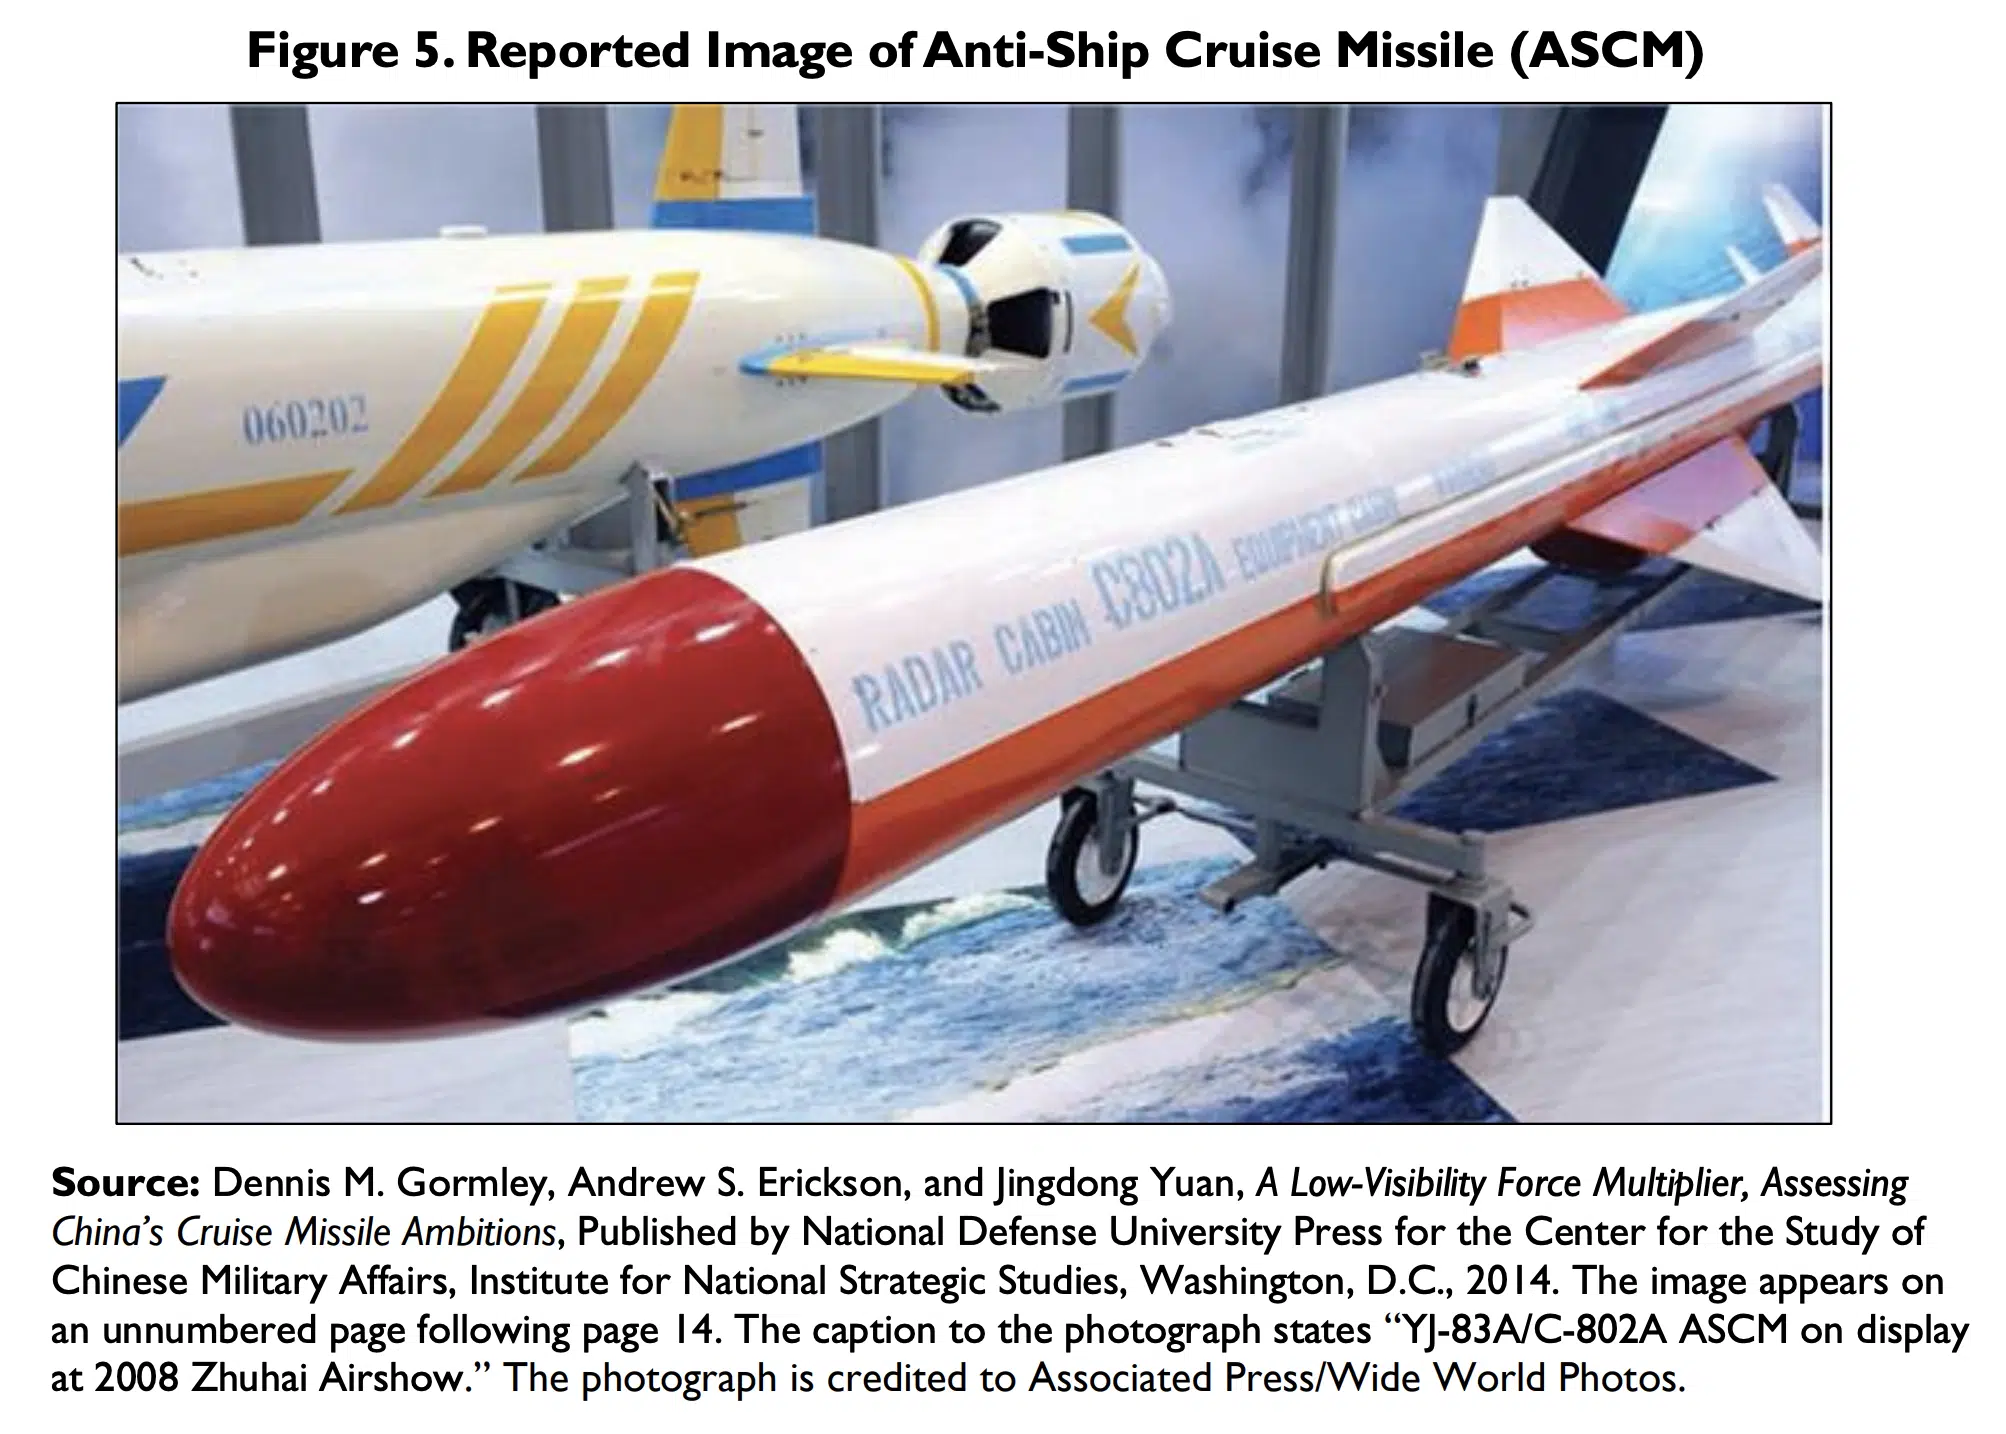 Figure 5. Reported Image of Anti-Ship Cruise Missile (ASCM)
060202
RADAR CABIN C802A EQUIPMENT CABIN
Source: Dennis M. Gormley, Andrew S. Erickson, and Jingdong Yuan, A Low-Visibility Force Multiplier, Assessing
China’s Cruise Missile Ambitions, Published by National Defense University Press for the Center for the Study of
Chinese Military Affairs, Institute for National Strategic Studies, Washington, D.C., 2014. The image appears on
an unnumbered page following page 14. The caption to the photograph states “YJ-83A/C-802A ASCM on display
at 2008 Zhuhai Airshow.” The photograph is credited to Associated Press/Wide World Photos.